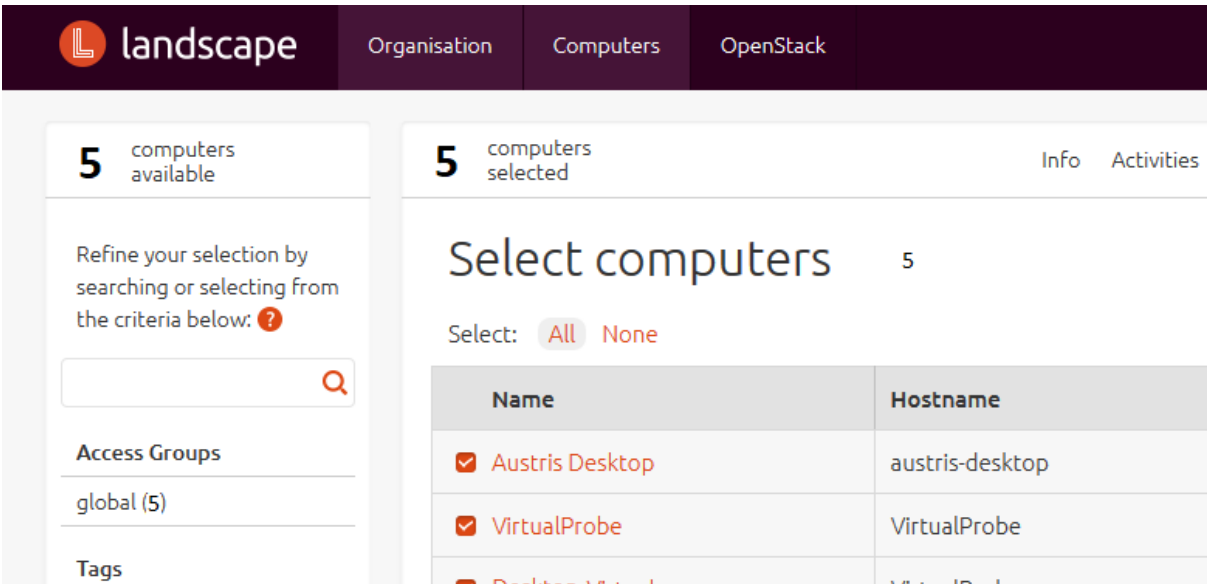 landscape Organisation Computers OpenStack
5 computers available
5 computers selected Info Activities
Refine your selection by
searching or selecting from
the criteria below: ?
Access Groups
global (5)
Tags
Select computers 5
Select: All None
Name Hostname
Austris Desktop austris-desktop
VirtualProbe VirtualProbe